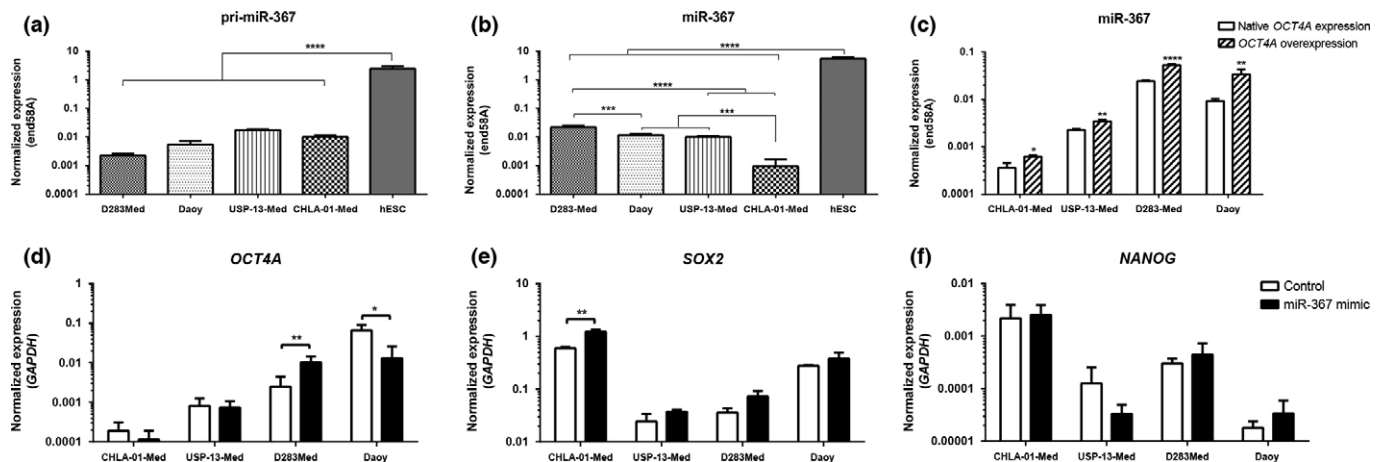 (a)
pri-miR-367
Normalized expression
(end58A)
10
1
0.1
0.01
0.001
0.0001
****
D283Med
Daoy
USP-13-Med
CHLA-01-Med
hESC
(b)
miR-367
Normalized expression
(end58A)
10
1
0.1
0.01
0.001
0.0001
****
****
***
***
D283-Med
Daoy
USP-13-Med
CHLA-01-Med
hESC
(c)
miR-367
Native OCT4A expression
OCT4A overexpression
Normalized expression
(end58A)
0.1
0.01
0.001
0.0001
*
**
****
**
CHLA-01-Med
USP-13-Med
D283-Med
Daoy
(d)
OCT4A
Normalized expression
(GAPDH)
1
0.1
0.01
0.001
0.0001
**
*
CHLA-01-Med
USP-13-Med
D283Med
Daoy
(e)
SOX2
Normalized expression
(GAPDH)
10
1
0.1
0.01
**
CHLA-01-Med
USP-13-Med
D283Med
Daoy
(f)
NANOG
Control
miR-367 mimic
Normalized expression
(GAPDH)
0.01
0.001
0.0001
0.00001
CHLA-01-Med
USP-13-Med
D283-Med
Daoy